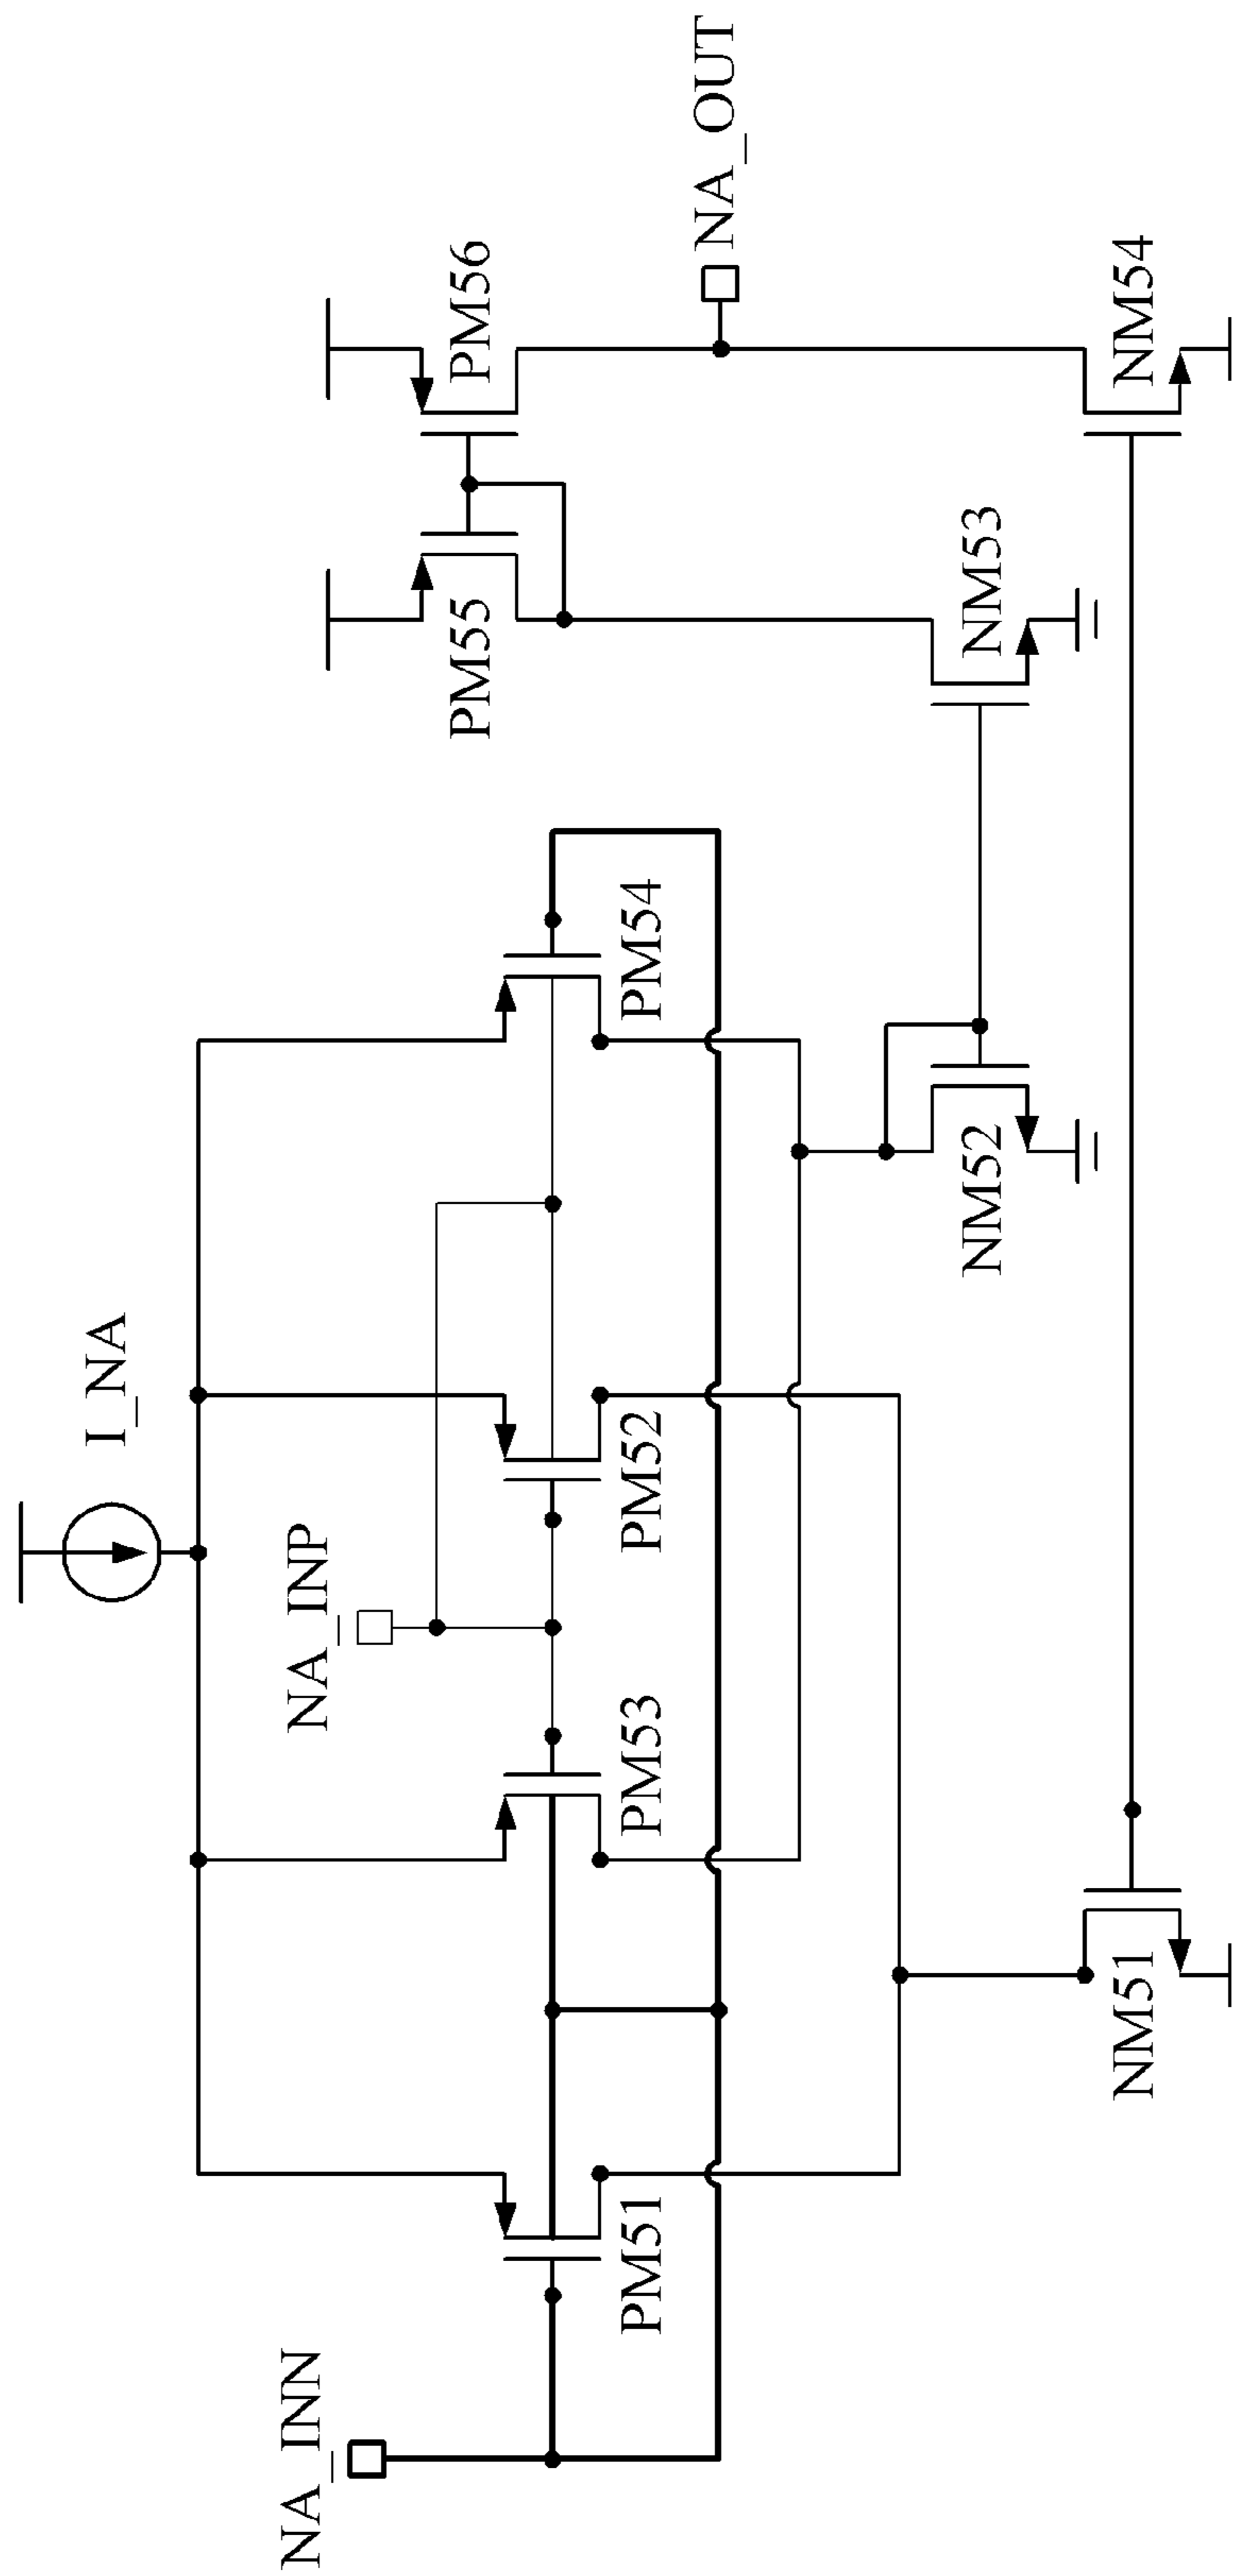 I_NA
NA_INN
NA_INP
PM51
PM53
PM52
PM54
PM55
PM56
NA_OUT
NM52
NM53
NM51
NM54